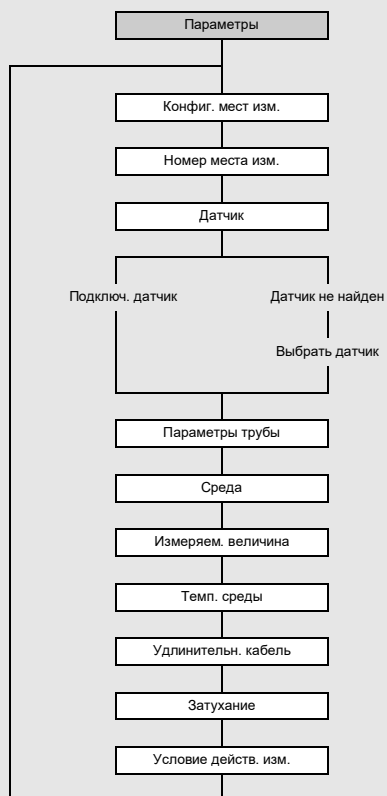 Параметры
Конфиг. мест изм.
Номер места изм.
Датчик
Подключ. датчик
Датчик не найден
Выбрать датчик
Параметры трубы
Среда
Измеряем. величина
Темп. среды
Удлинительн. кабель
Затухание
Условие действ. изм.